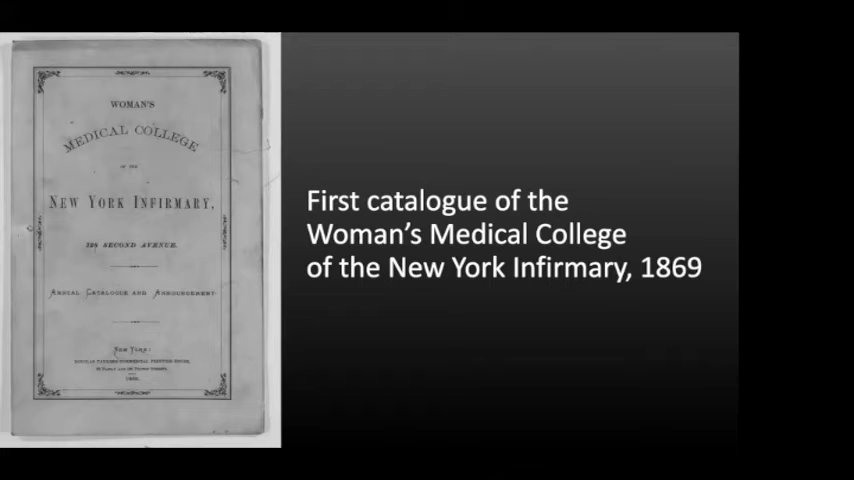 WOMAN'S
MEDICAL COLLEGE
OF THE
NEW YORK INFIRMARY,
SECOND AVENUE.
ANNUAL CATALOGUE AND ANNOUNCEMENT.
NEW YORK:
First catalogue of the
Woman's Medical College
of the New York Infirmary, 1869